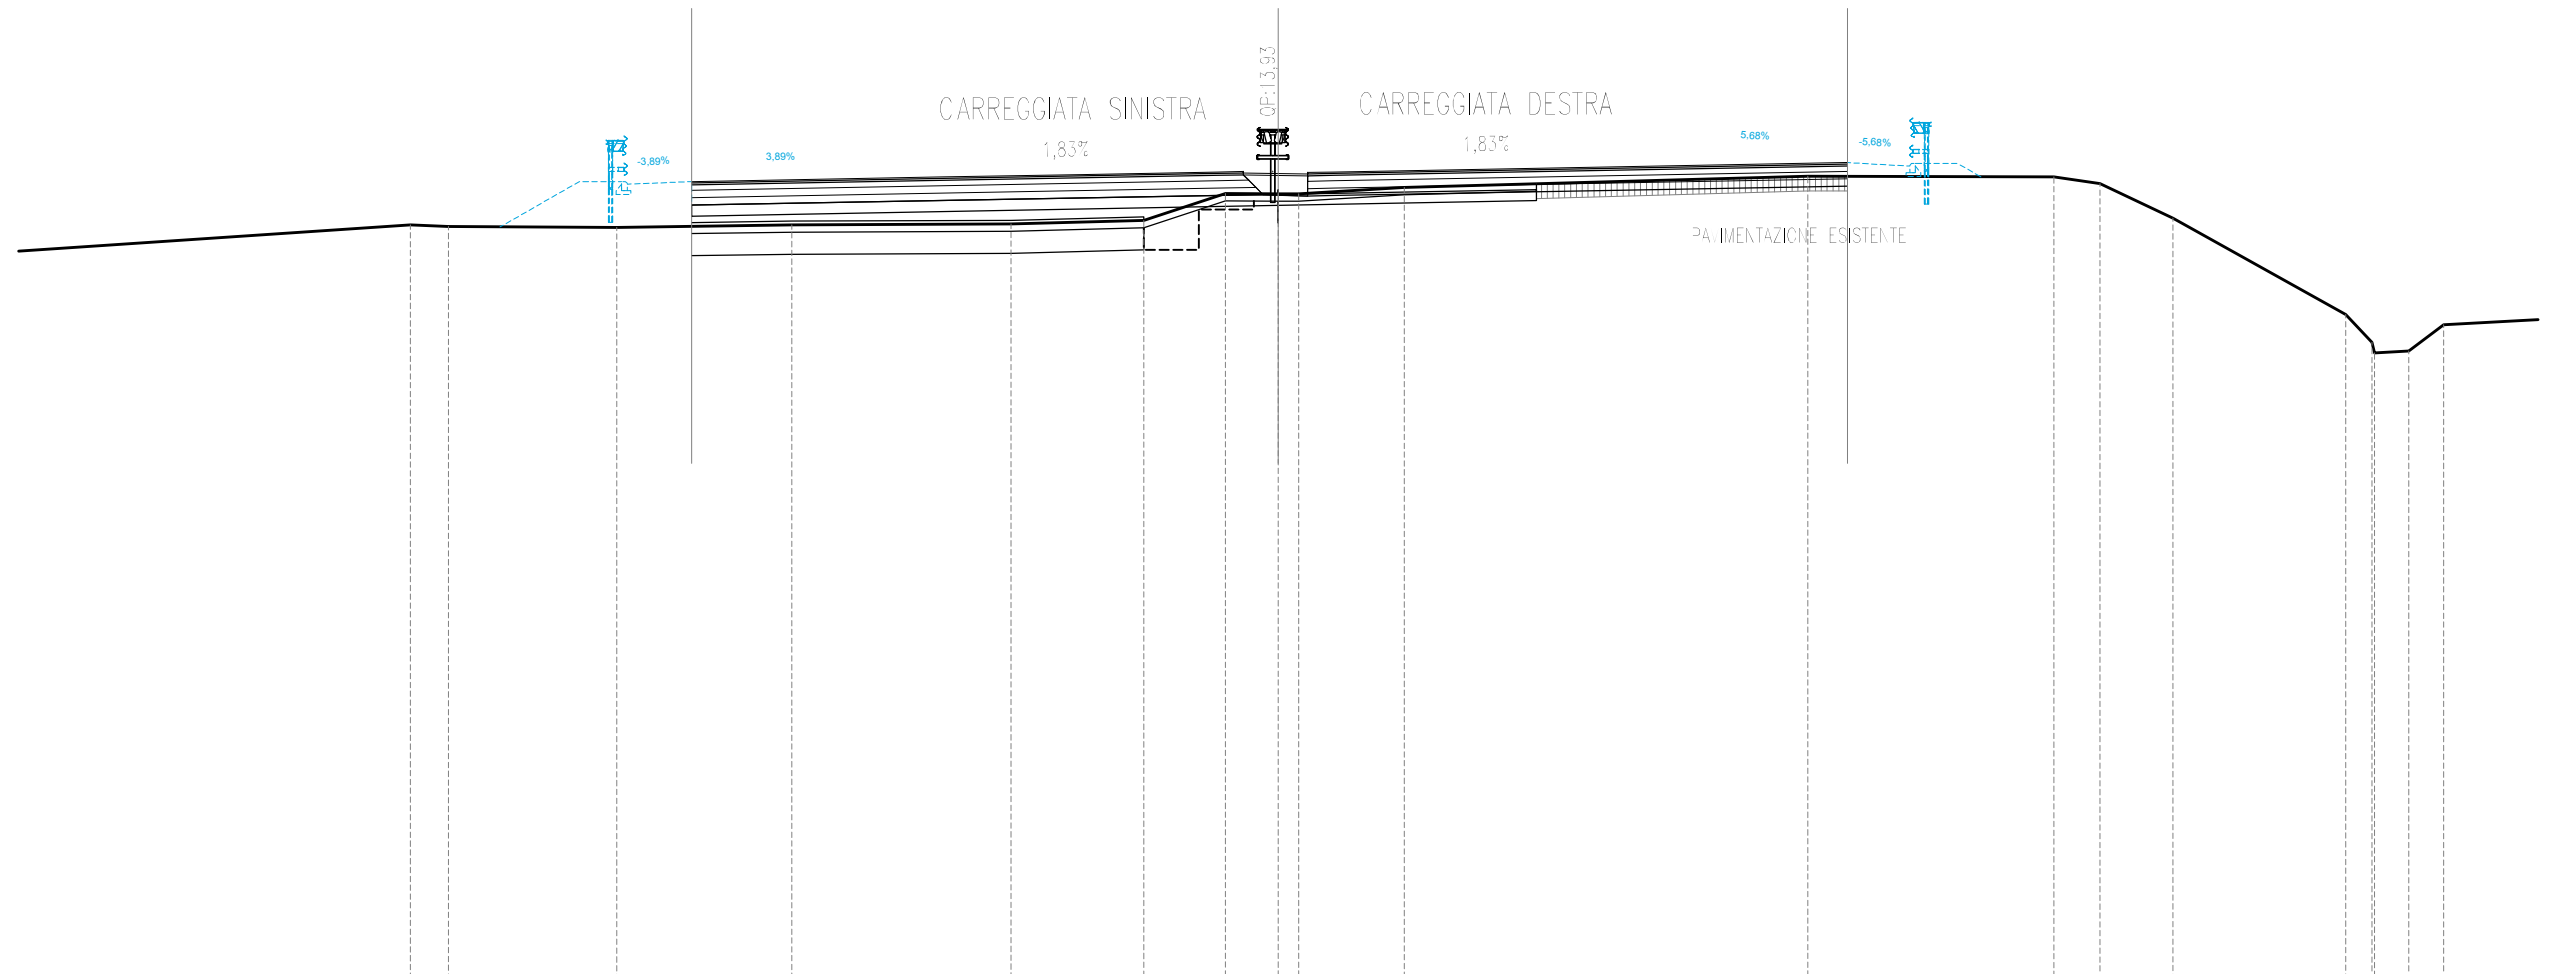 QP:13,93
CARREGGIATA SINISTRA
1,83%
CARREGGIATA DESTRA
1,83%
-3,89%
3,89%
5,68%
-5,68%
PAVIMENTAZIONE ESISTENTE